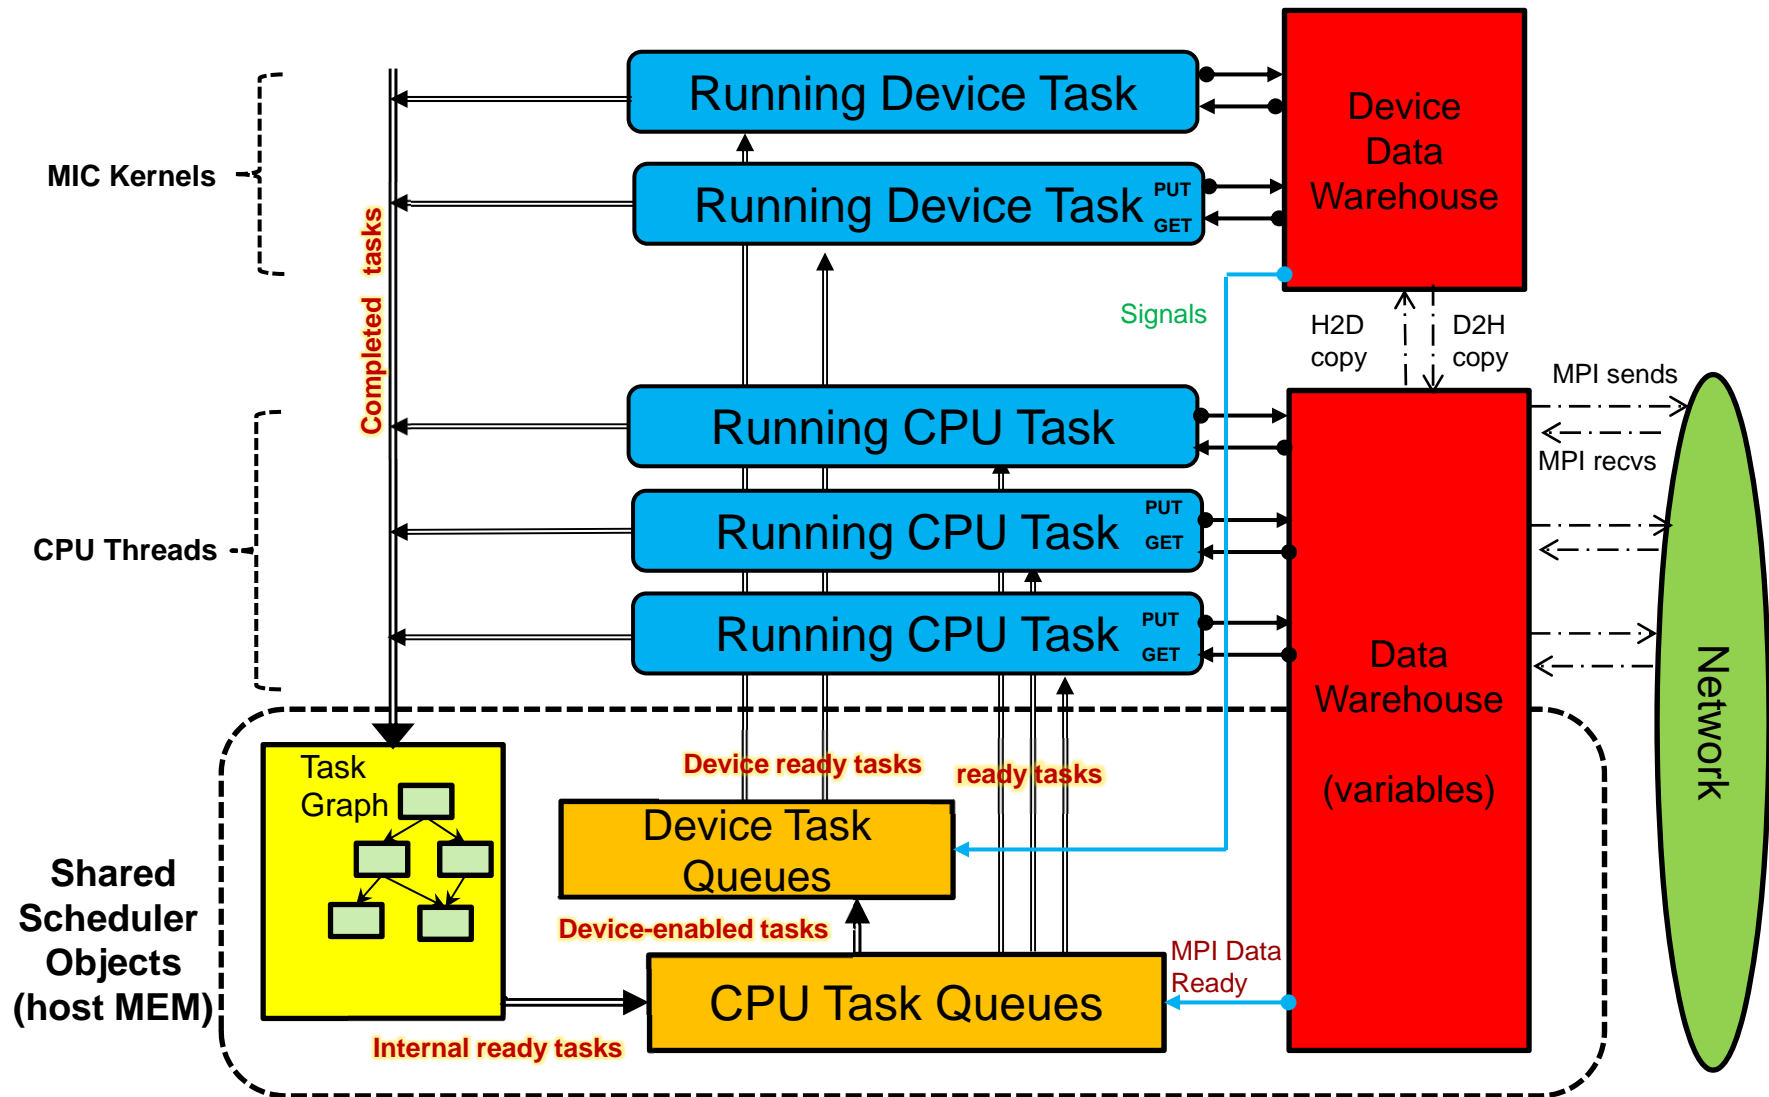 Running Device Task
Device
Data
Warehouse
MIC Kernels
Running Device Task
PUT
GET
Completed tasks
Signals
H2D
copy
D2H
copy
MPI sends
MPI recvs
Running CPU Task
CPU Threads
Running CPU Task
PUT
GET
Running CPU Task
PUT
GET
Data
Warehouse
(variables)
Network
Task
Graph
Device ready tasks
ready tasks
Device Task
Queues
Shared
Scheduler
Objects
(host MEM)
Device-enabled tasks
MPI Data
Ready
CPU Task Queues
Internal ready tasks